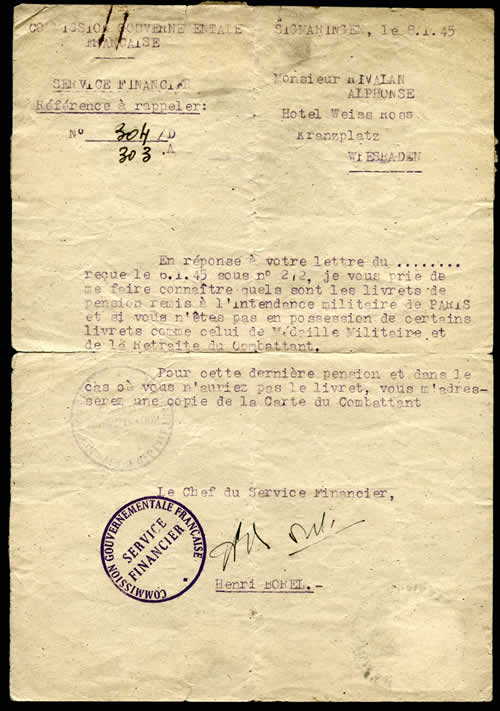 COMMISSION GOUVERNEMENTALE
FRANCAISE
SERVICE FINANCIER
Référence à rappeler:
N° 304 /D
303 .A
SIGMARINGEN, le 8.I.45
Monsieur RIVALAN
ALPHONSE
Hotel Weiss Ross
Kranzplatz
WIESBADEN
En réponse à votre lettre du ........
reçue le 6.I.45 sous n° 272, je vous prie de
me faire connaître quels sont les livrets de
pension remis à l'Intendance militaire de PARIS
et si vous n'êtes pas en possession de certains
livrets comme celui de Médaille Militaire et
de la Retraite du Combattant.
Pour cette dernière pension et dans le
cas où vous n'auriez pas le livret, vous m'adres-
serez une copie de la Carte du Combattant
Le Chef du Service Financier,
COMMISSION GOUVERNEMENTALE FRANÇAISE
SERVICE
FINANCIER
Henri BOREL.-